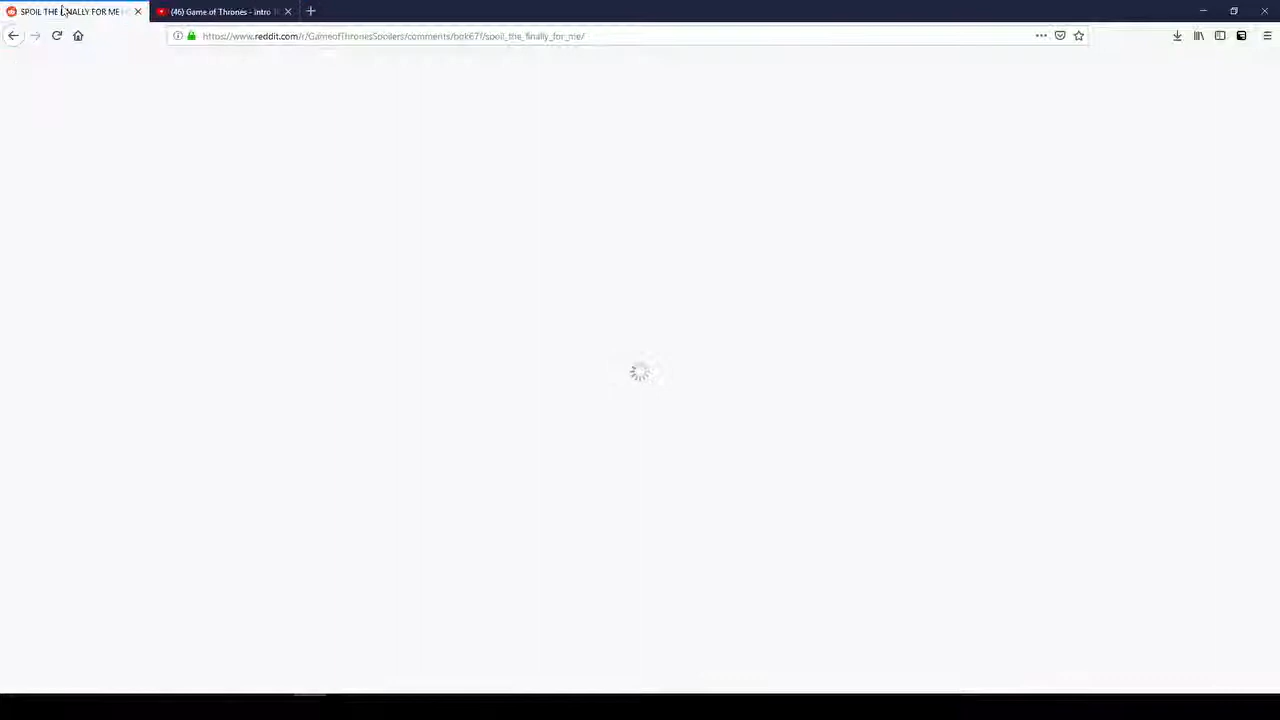 SPOIL THE FINALLY FOR ME
(46) Game of Thrones - intro
https://www.reddit.com/r/GameofThronesSpoilers/comments/bok67f/spoil_the_finally_for_me/